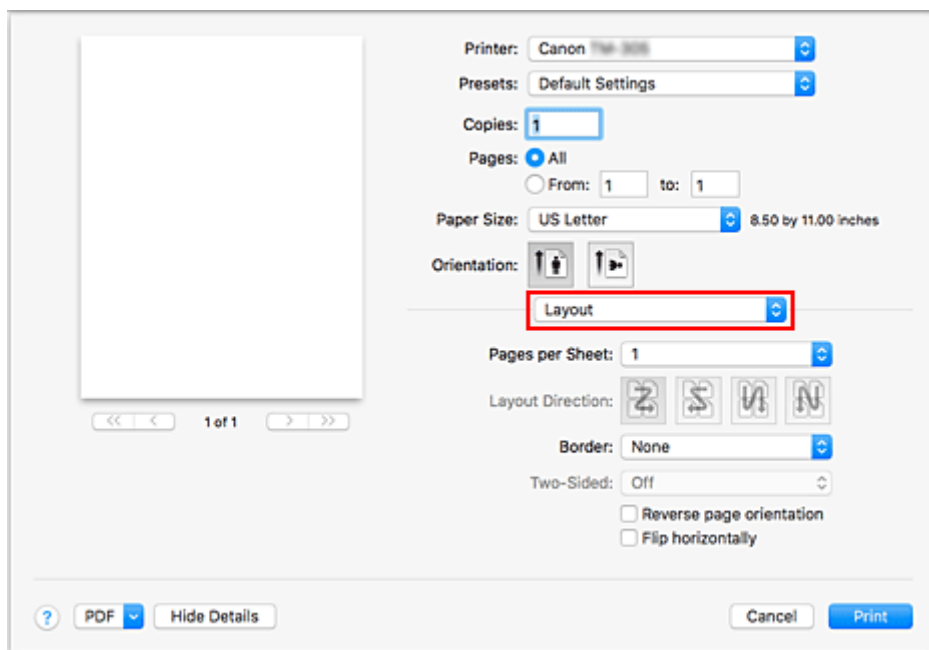 Printer: Canon
Presets: Default Settings
Copies: 1
Pages: All
From: 1 to: 1
Paper Size: US Letter 8.50 by 11.00 inches
Orientation:
Layout
Pages per Sheet: 1
Layout Direction:
1 of 1
Border: None
Two-Sided: Off
Reverse page orientation
Flip horizontally
? PDF Hide Details Cancel Print